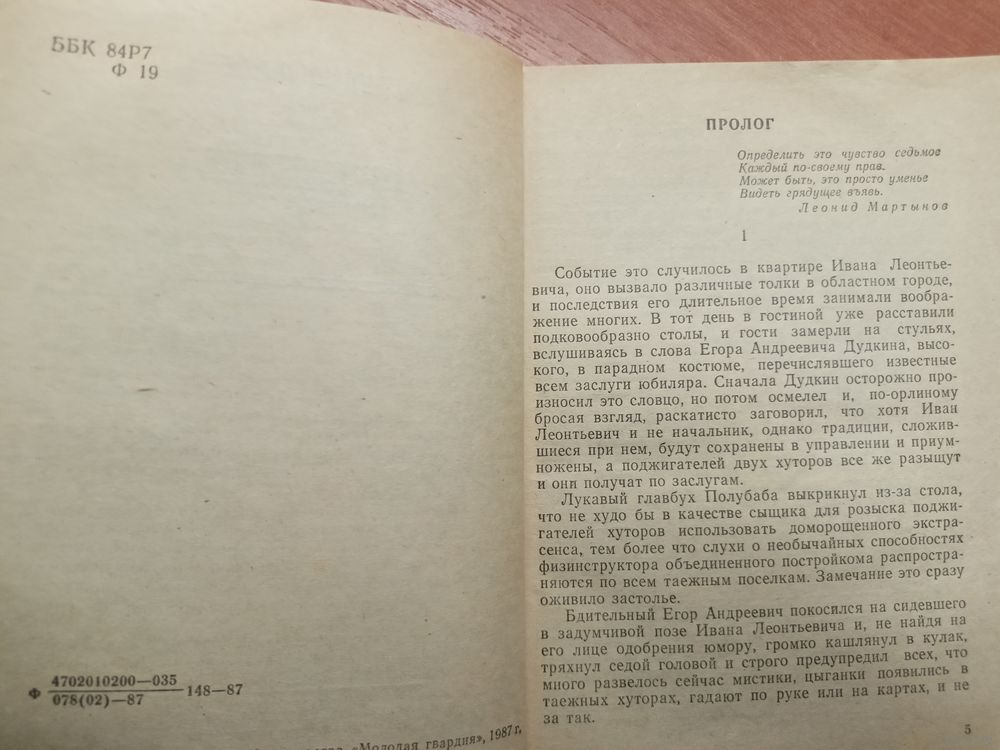 ББК 84Р7
Ф 19
Ф 4702010200—035
078(02)—87
148—87
«Молодая гвардия», 1987 г,
ПРОЛОГ
Определить это чувство седьмое
Каждый по-своему прав.
Может быть, это просто уменье
Видеть грядущее въявь.
Леонид Мартынов
1
Событие это случилось в квартире Ивана Леонтье-
вича, оно вызвало различные толки в областном городе,
и последствия его длительное время занимали вообра-
жение многих. В тот день в гостиной уже расставили
подковообразно столы, и гости замерли на стульях,
вслушиваясь в слова Егора Андреевича Дудкина, высо-
кого, в парадном костюме, перечислявшего известные
всем заслуги юбиляра. Сначала Дудкин осторожно про-
износил это словцо, но потом осмелел и, по-орлиному
бросая взгляд, раскатисто заговорил, что хотя Иван
Леонтьевич и не начальник, однако традиции, сложив-
шиеся при нем, будут сохранены в управлении и приум-
ножены, а поджигателей двух хуторов все же разыщут
и они получат по заслугам.
Лукавый главбух Полубаба выкрикнул из-за стола,
что не худо бы в качестве сыщика для розыска поджи-
гателей хуторов использовать доморощенного экстра-
сенса, тем более что слухи о необычайных способностях
физинструктора объединенного постройкома распростра-
няются по всем таежным поселкам. Замечание это сразу
оживило застолье.
Бдительный Егор Андреевич покосился на сидевшего
в задумчивой позе Ивана Леонтьевича и, не найдя на
его лице одобрения юмору, громко кашлянул в кулак,
тряхнул седой головой и строго предупредил всех, что
много развелось сейчас мистики, цыганки появились в
таежных хуторах, гадают по руке или на картах, и не
за так.
5